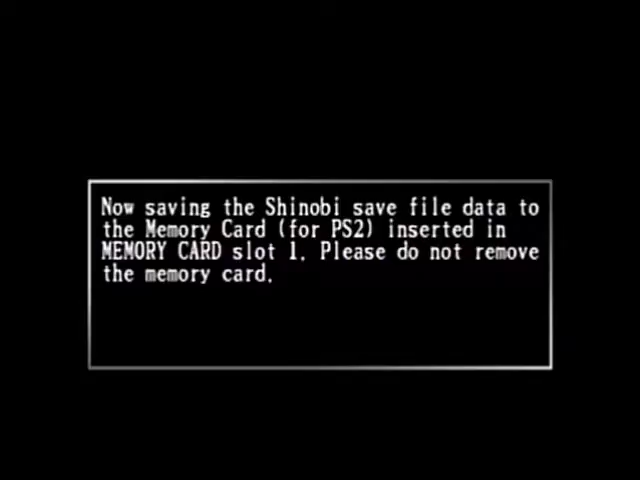 Now saving the Shinobi save file data to
the Memory Card (for PS2) inserted in
MEMORY CARD slot 1. Please do not remove
the memory card.